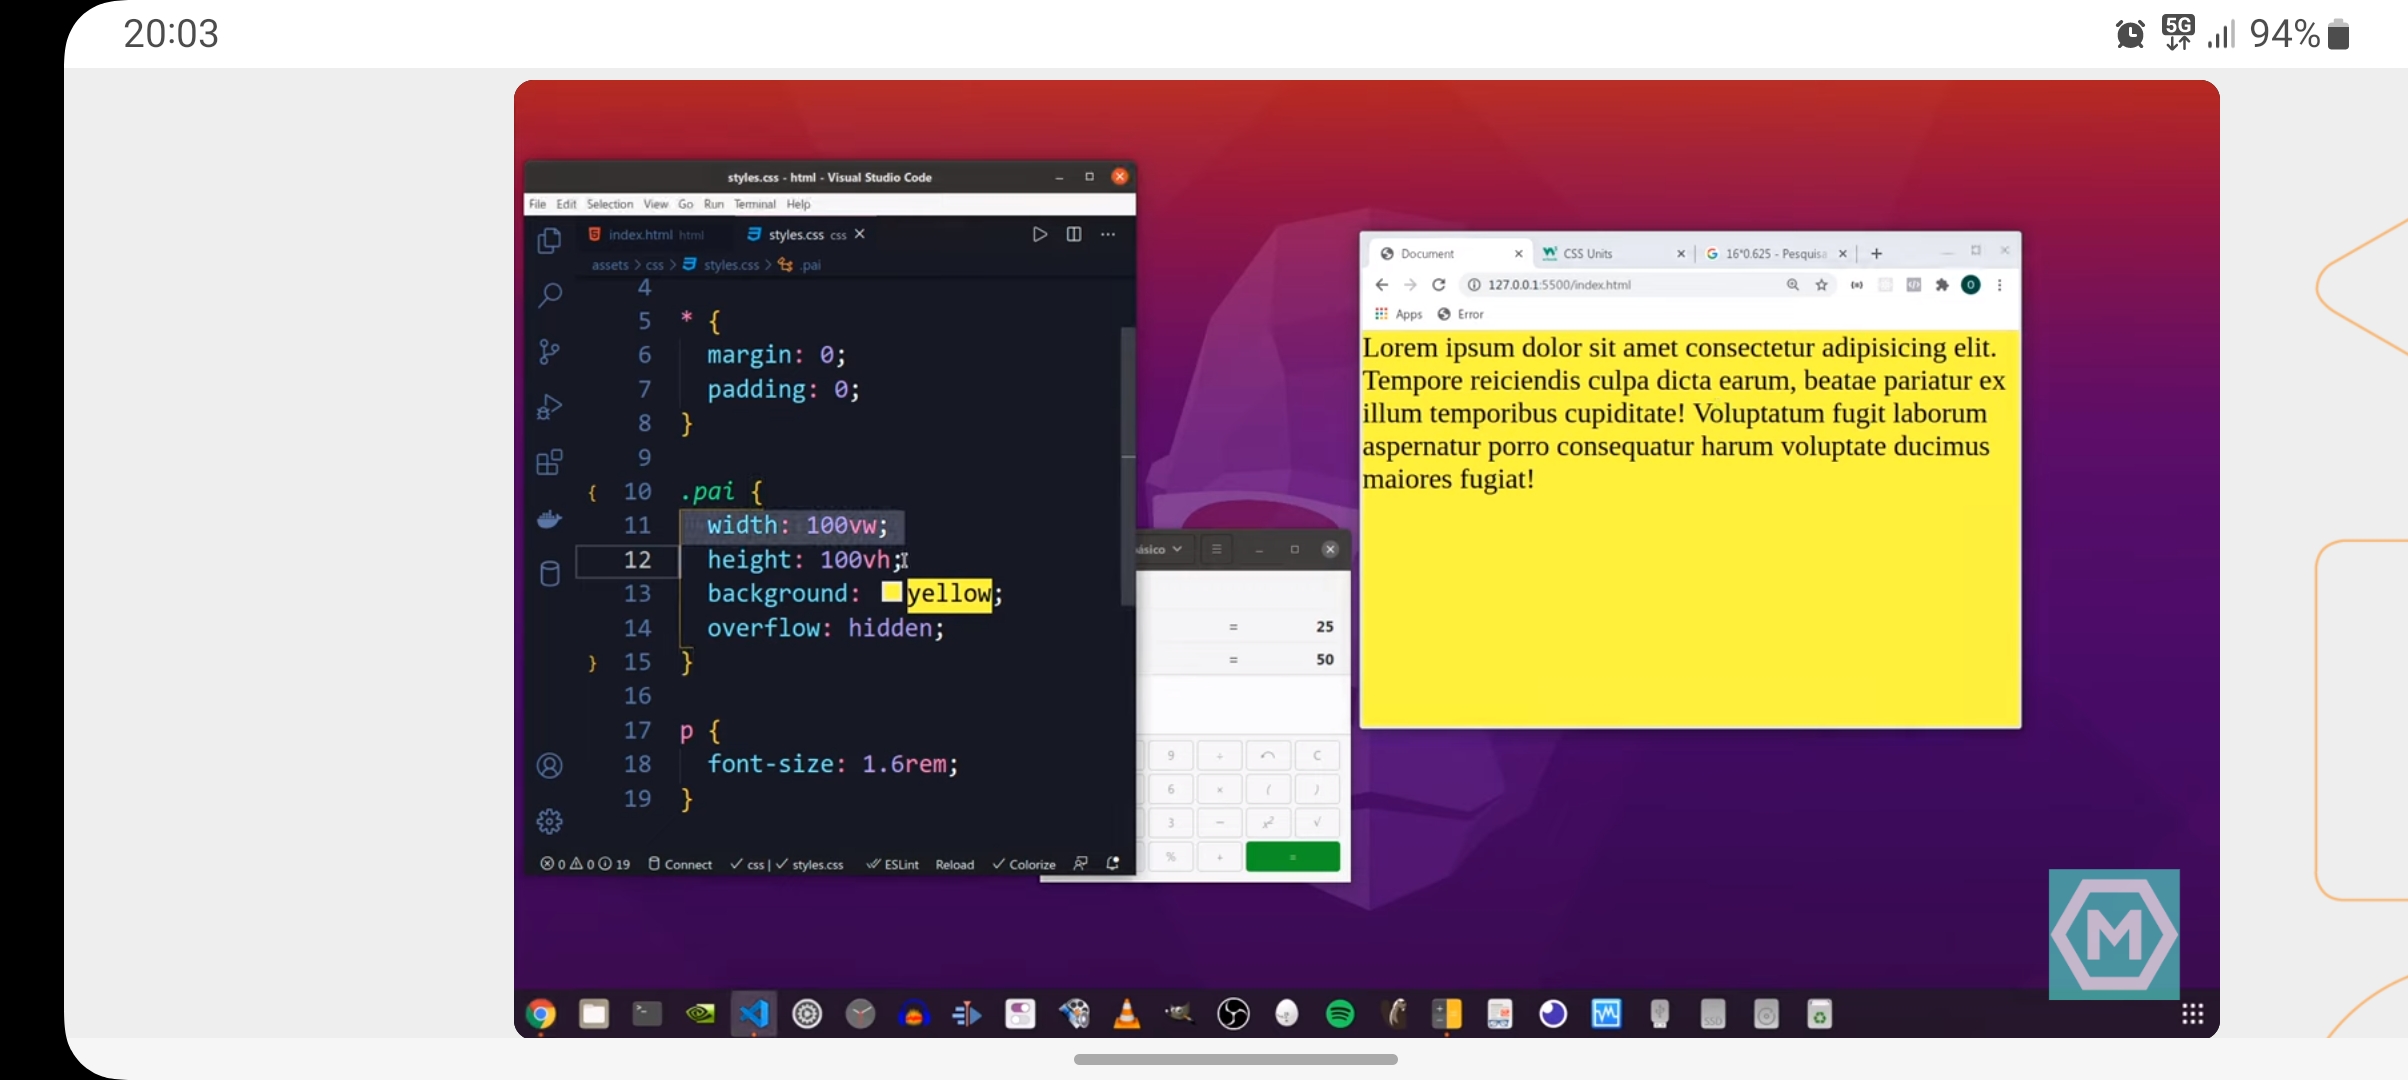 20:03
5G
94%
styles.css - html - Visual Studio Code
File Edit Selection View Go Run Terminal Help
index.html html
styles.css css
assets > css > styles.css > .pai
4
5 * {
6 margin: 0;
7 padding: 0;
8 }
9
10 .pai {
11 width: 100vw;
12 height: 100vh;
13 background: yellow;
14 overflow: hidden;
15 }
16
17 p {
18 font-size: 1.6rem;
19 }
0 0 19 Connect css | styles.css ESLint Reload Colorize
ásico
= 25
= 50
9 ÷ C
6 × ( )
3 − x² √
% + =
Document
CSS Units
16*0.625 - Pesquisa
127.0.0.1:5500/index.html
Apps Error
Lorem ipsum dolor sit amet consectetur adipisicing elit.
Tempore reiciendis culpa dicta earum, beatae pariatur ex
illum temporibus cupiditate! Voluptatum fugit laborum
aspernatur porro consequatur harum voluptate ducimus
maiores fugiat!
M
SSD